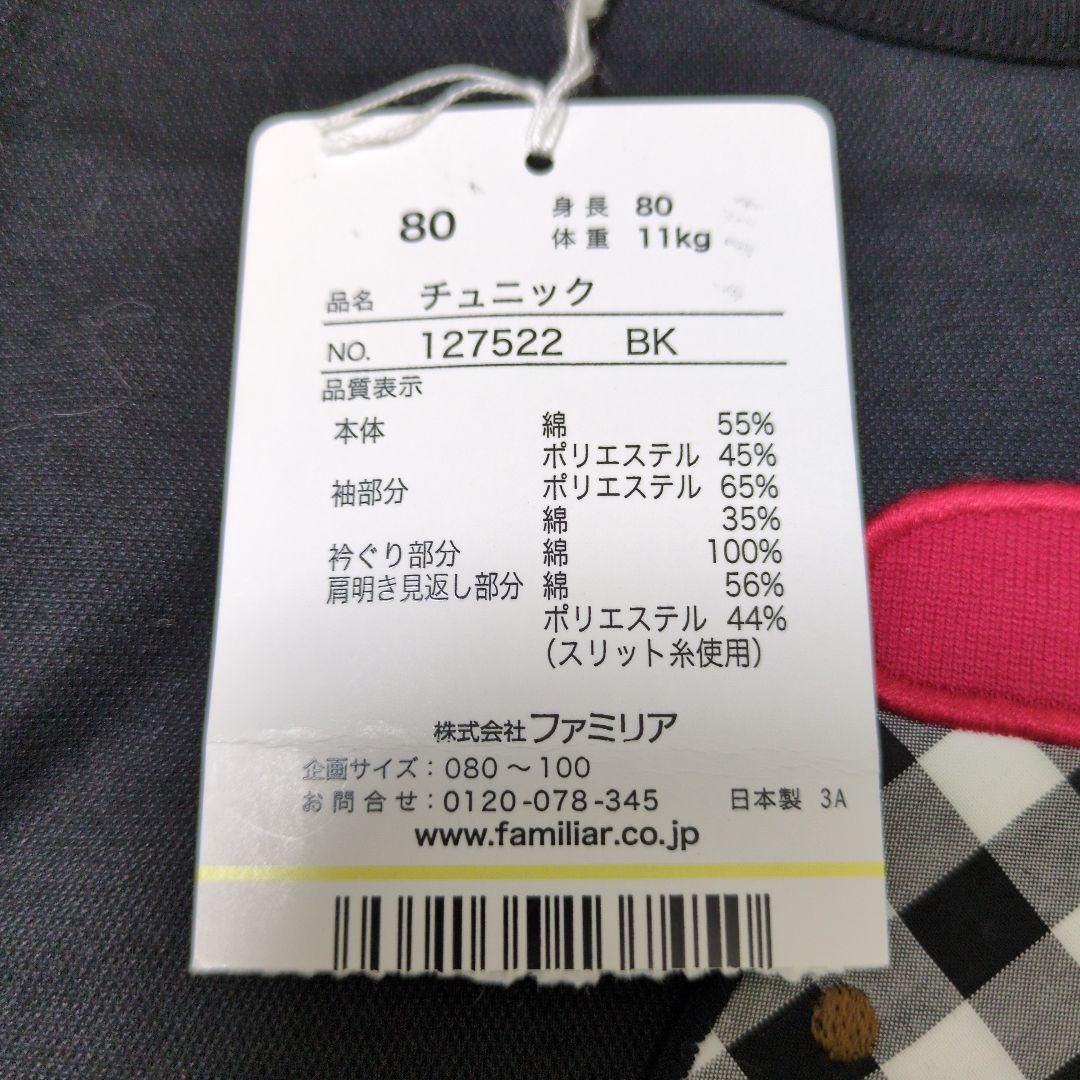 80
身長 80
体重 11kg
品名 チュニック
NO. 127522 BK
品質表示
本体 綿 55%
ポリエステル 45%
袖部分 ポリエステル 65%
綿 35%
衿ぐり部分 綿 100%
肩明き見返し部分 綿 56%
ポリエステル 44%
(スリット糸使用)
株式会社ファミリア
企画サイズ：080～100
お問合せ：0120-078-345 日本製 3A
www.familiar.co.jp